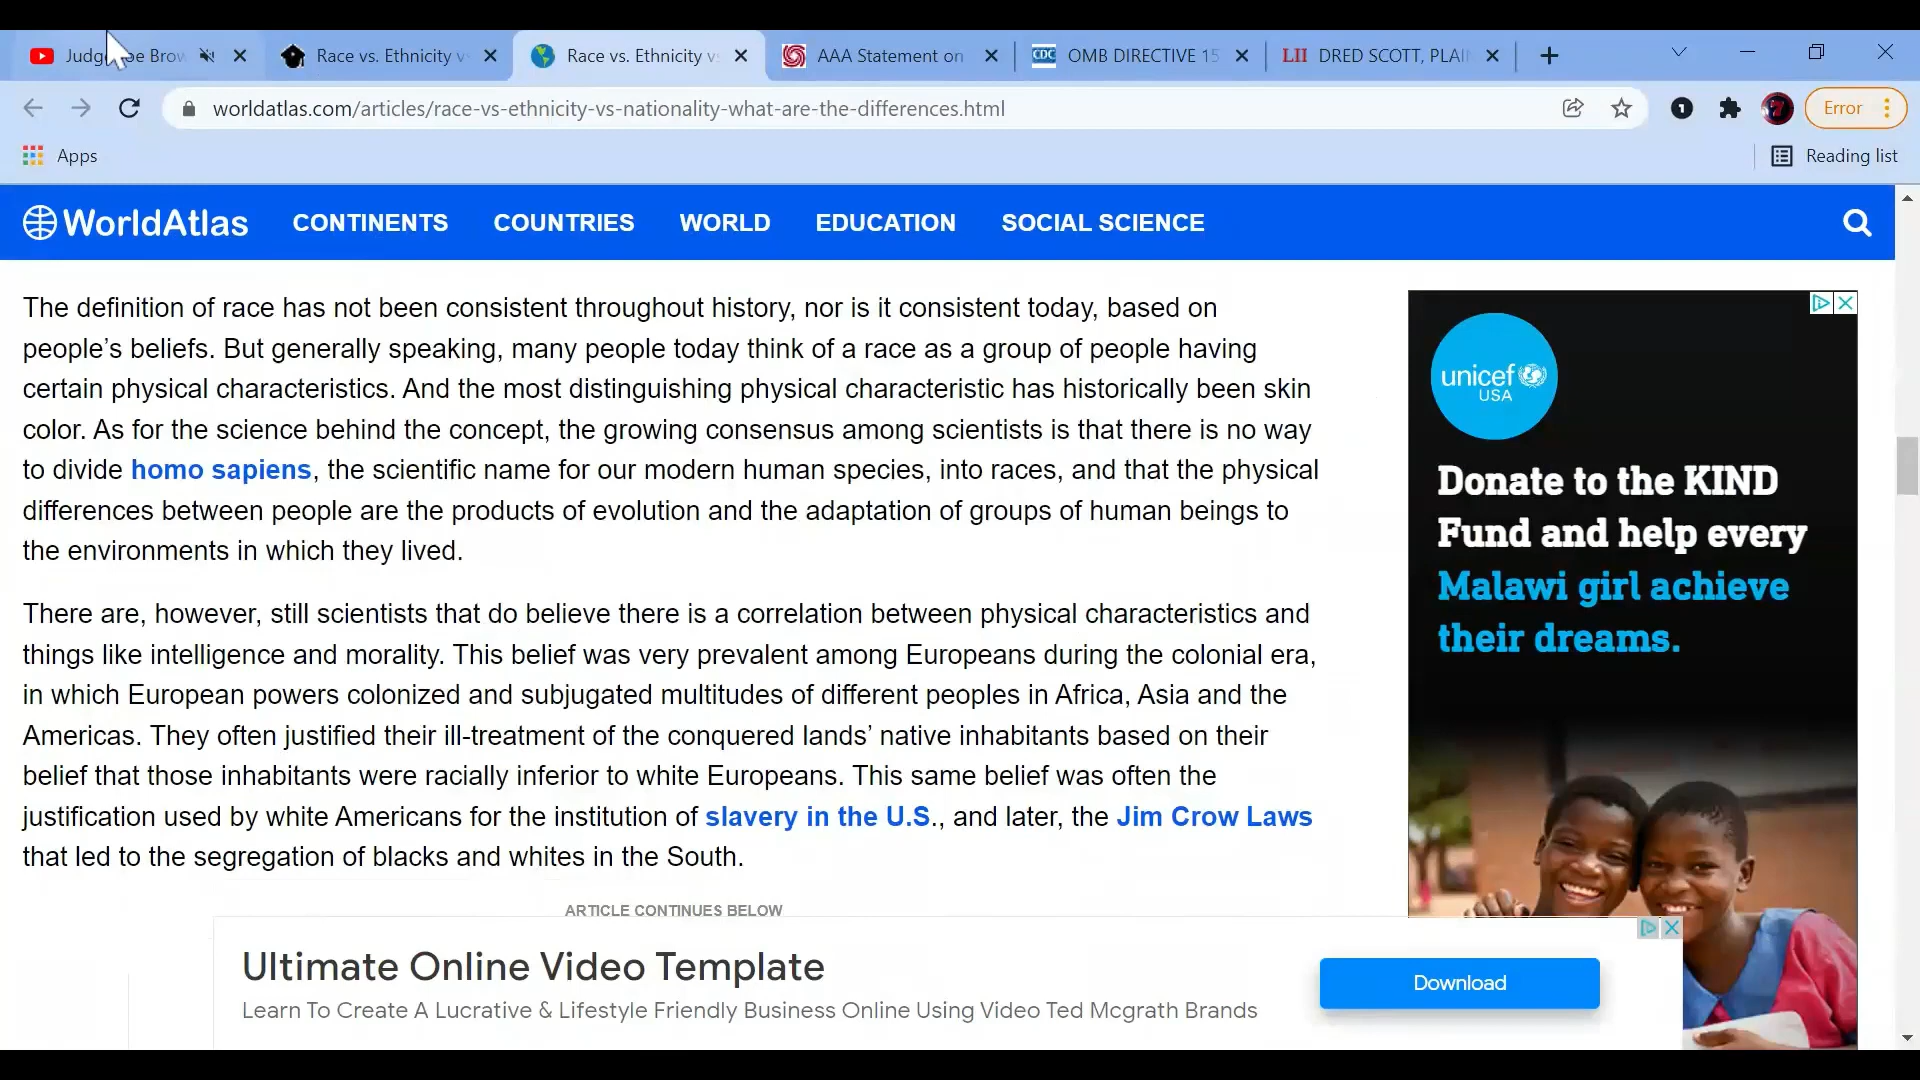 Judge Joe Brow
Race vs. Ethnicity v
Race vs. Ethnicity vs
AAA Statement on
CDC
OMB DIRECTIVE 15
LII
DRED SCOTT, PLAI
worldatlas.com/articles/race-vs-ethnicity-vs-nationality-what-are-the-differences.html
1
7
Error
Apps
Reading list
WorldAtlas
CONTINENTS
COUNTRIES
WORLD
EDUCATION
SOCIAL SCIENCE
The definition of race has not been consistent throughout history, nor is it consistent today, based on
people’s beliefs. But generally speaking, many people today think of a race as a group of people having
certain physical characteristics. And the most distinguishing physical characteristic has historically been skin
color. As for the science behind the concept, the growing consensus among scientists is that there is no way
to divide homo sapiens, the scientific name for our modern human species, into races, and that the physical
differences between people are the products of evolution and the adaptation of groups of human beings to
the environments in which they lived.
There are, however, still scientists that do believe there is a correlation between physical characteristics and
things like intelligence and morality. This belief was very prevalent among Europeans during the colonial era,
in which European powers colonized and subjugated multitudes of different peoples in Africa, Asia and the
Americas. They often justified their ill-treatment of the conquered lands’ native inhabitants based on their
belief that those inhabitants were racially inferior to white Europeans. This same belief was often the
justification used by white Americans for the institution of slavery in the U.S., and later, the Jim Crow Laws
that led to the segregation of blacks and whites in the South.
ARTICLE CONTINUES BELOW
unicef
USA
Donate to the KIND
Fund and help every
Malawi girl achieve
their dreams.
Ultimate Online Video Template
Learn To Create A Lucrative & Lifestyle Friendly Business Online Using Video Ted Mcgrath Brands
Download